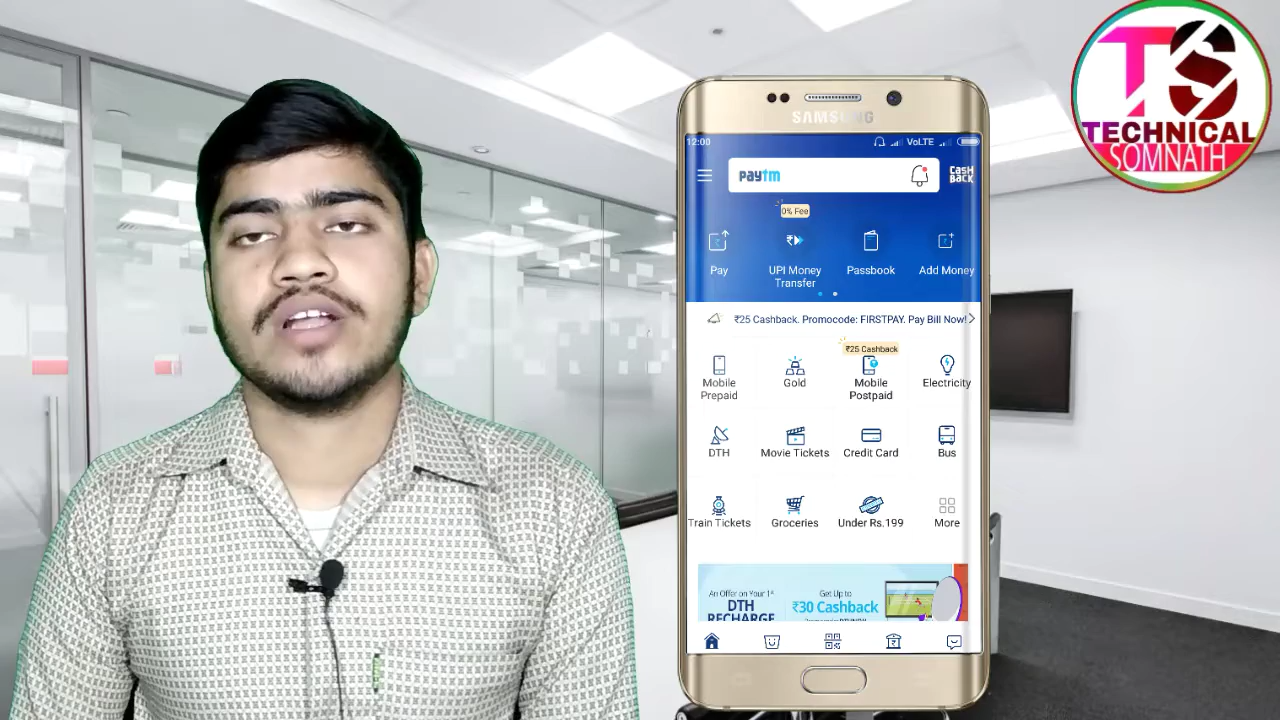 TS
TECHNICAL
SOMNATH
SAMSUNG
12:00
VoLTE
paytm
CASH
BACK
0% Fee
Pay
UPI Money
Transfer
Passbook
Add Money
₹25 Cashback. Promocode: FIRSTPAY. Pay Bill Now!
₹25 Cashback
Mobile
Prepaid
Gold
Mobile
Postpaid
Electricity
DTH
Movie Tickets
Credit Card
Bus
Train Tickets
Groceries
Under Rs.199
More
An Offer on Your 1st
DTH
RECHARGE
Get Up to
₹30 Cashback